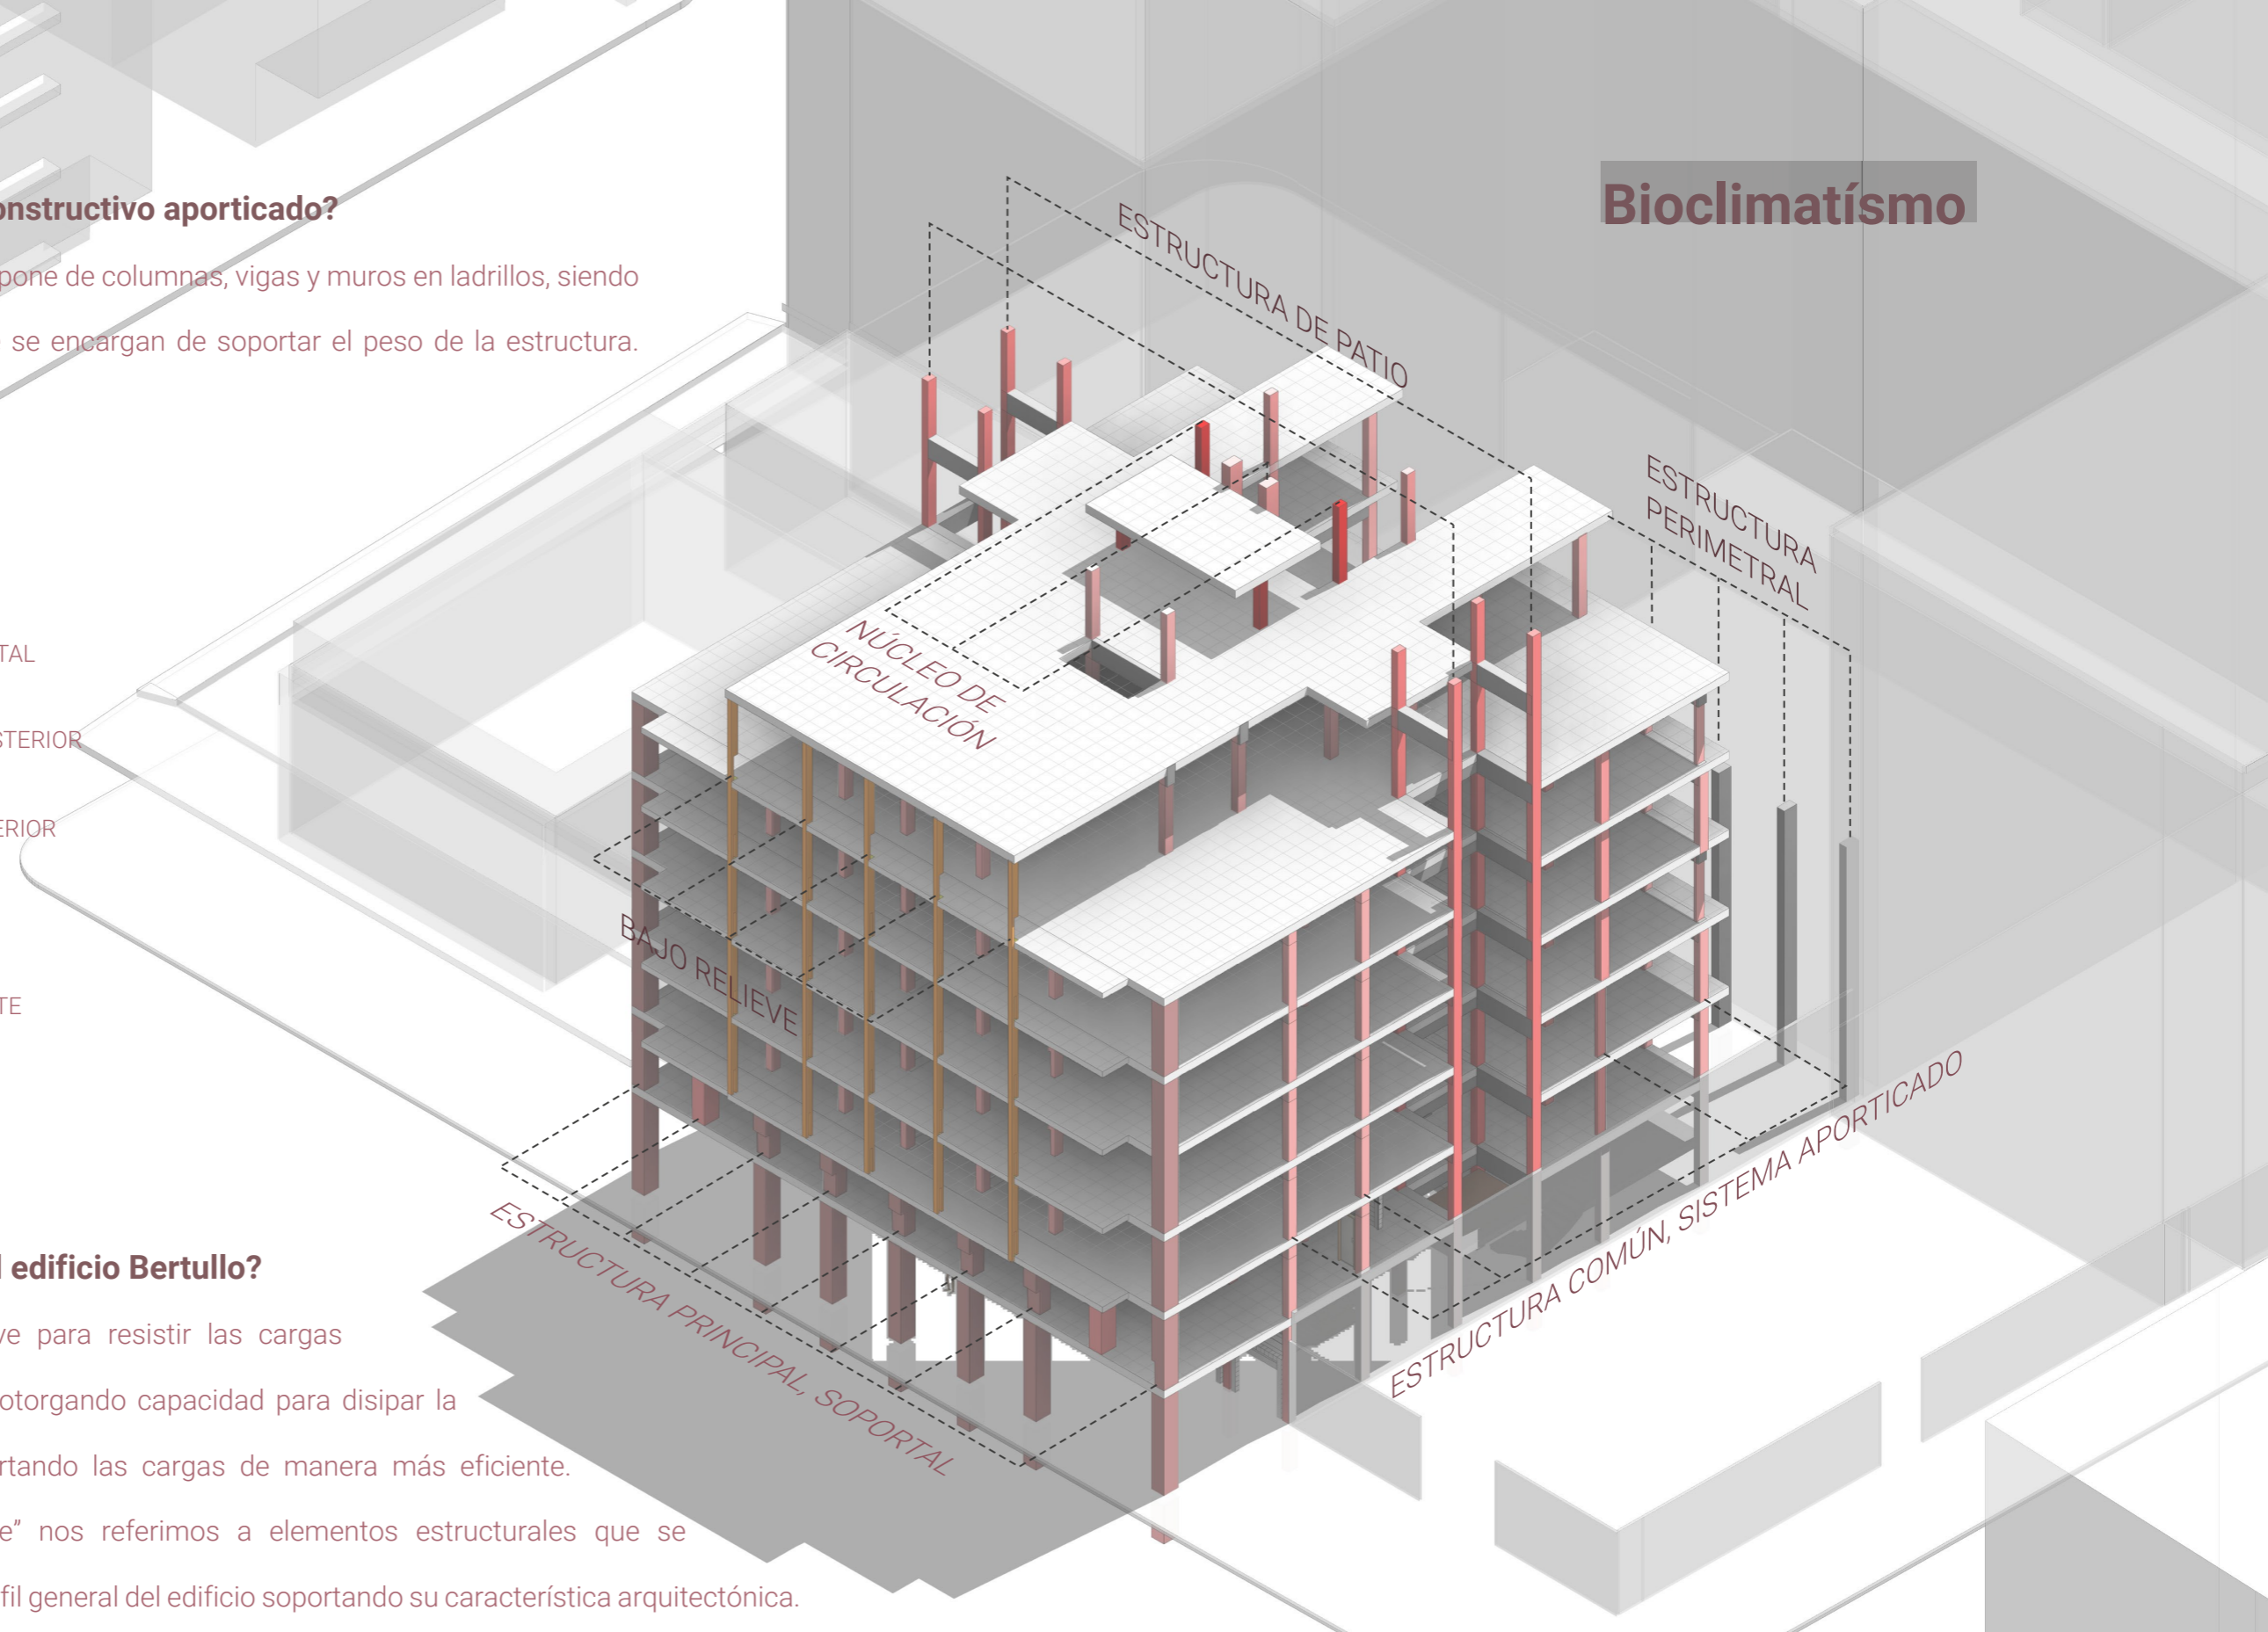 onstructivo aporticado?
pone de columnas, vigas y muros en ladrillos, siendo
se encargan de soportar el peso de la estructura.
Bioclimatísmo
ESTRUCTURA DE PATIO
ESTRUCTURA
PERIMETRAL
NÚCLEO DE
CIRCULACIÓN
TAL
STERIOR
ERIOR
TE
BAJO RELIEVE
ESTRUCTURA PRINCIPAL, SOPORTAL
ESTRUCTURA COMÚN, SISTEMA APORTICADO
l edificio Bertullo?
ve para resistir las cargas
otorgando capacidad para disipar la
rtando las cargas de manera más eficiente.
e” nos referimos a elementos estructurales que se
fil general del edificio soportando su característica arquitectónica.